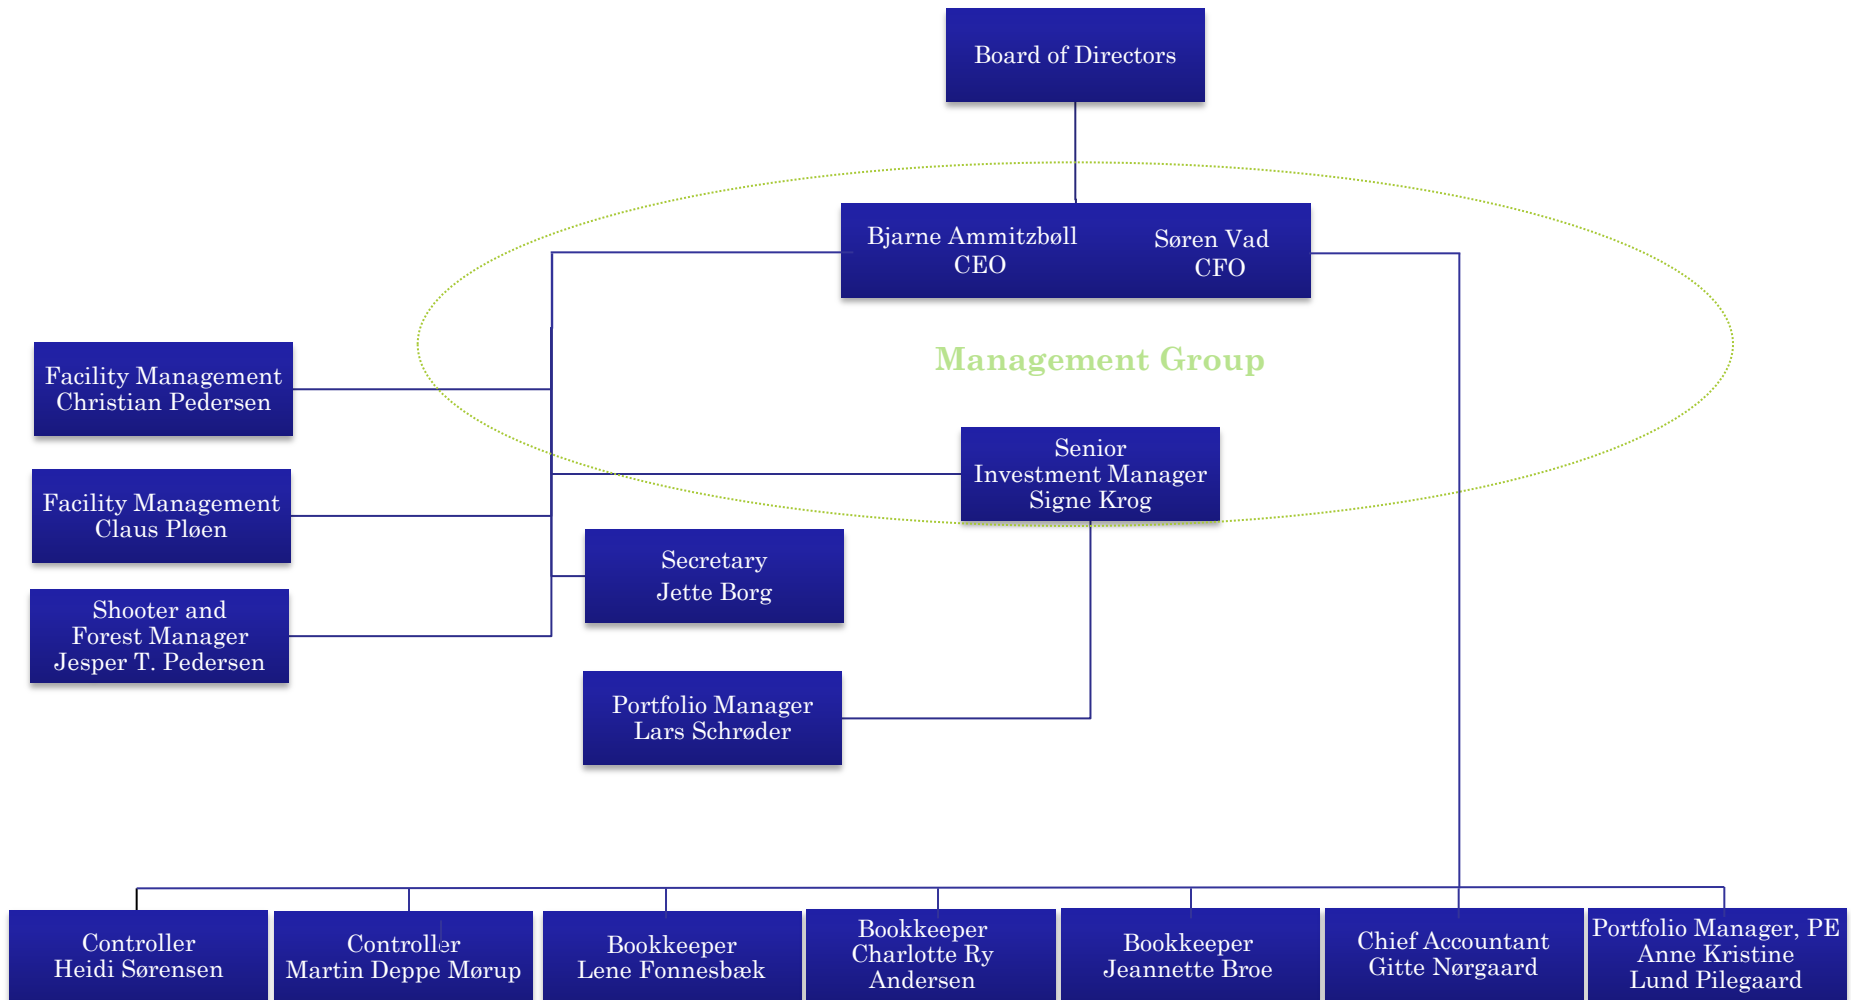 Board of Directors
Bjarne Ammitzbøll
CEO
Søren Vad
CFO
Management Group
Facility Management
Christian Pedersen
Senior
Investment Manager
Signe Krog
Facility Management
Claus Pløen
Secretary
Jette Borg
Shooter and
Forest Manager
Jesper T. Pedersen
Portfolio Manager
Lars Schrøder
Controller
Heidi Sørensen
Controller
Martin Deppe Mørup
Bookkeeper
Lene Fonnesbæk
Bookkeeper
Charlotte Ry
Andersen
Bookkeeper
Jeannette Broe
Chief Accountant
Gitte Nørgaard
Portfolio Manager, PE
Anne Kristine
Lund Pilegaard